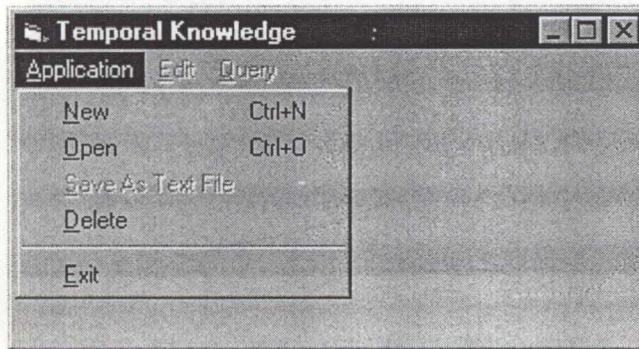 Temporal Knowledge :
Application Edit Query
New Ctrl+N
Open Ctrl+O
Save As Text File
Delete
Exit